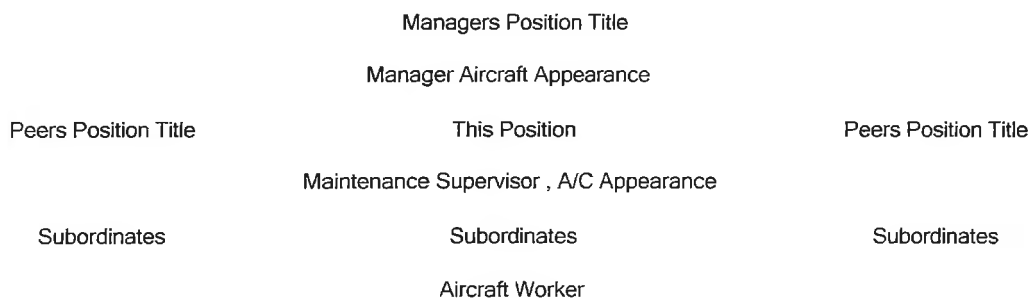 Managers Position Title
Manager Aircraft Appearance
Peers Position Title This Position Peers Position Title
Maintenance Supervisor , A/C Appearance
Subordinates Subordinates Subordinates
Aircraft Worker